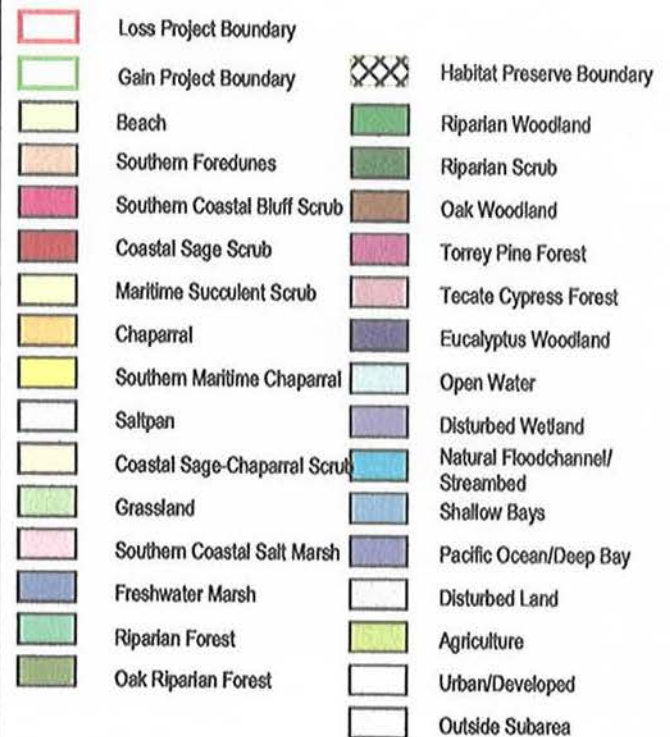 Loss Project Boundary
Gain Project Boundary
Beach
Southern Foredunes
Southern Coastal Bluff Scrub
Coastal Sage Scrub
Maritime Succulent Scrub
Chaparral
Southern Maritime Chaparral
Saltpan
Coastal Sage-Chaparral Scrub
Grassland
Southern Coastal Salt Marsh
Freshwater Marsh
Riparian Forest
Oak Riparian Forest
Habitat Preserve Boundary
Riparian Woodland
Riparian Scrub
Oak Woodland
Torrey Pine Forest
Tecate Cypress Forest
Eucalyptus Woodland
Open Water
Disturbed Wetland
Natural Floodchannel/
Streambed
Shallow Bays
Pacific Ocean/Deep Bay
Disturbed Land
Agriculture
Urban/Developed
Outside Subarea